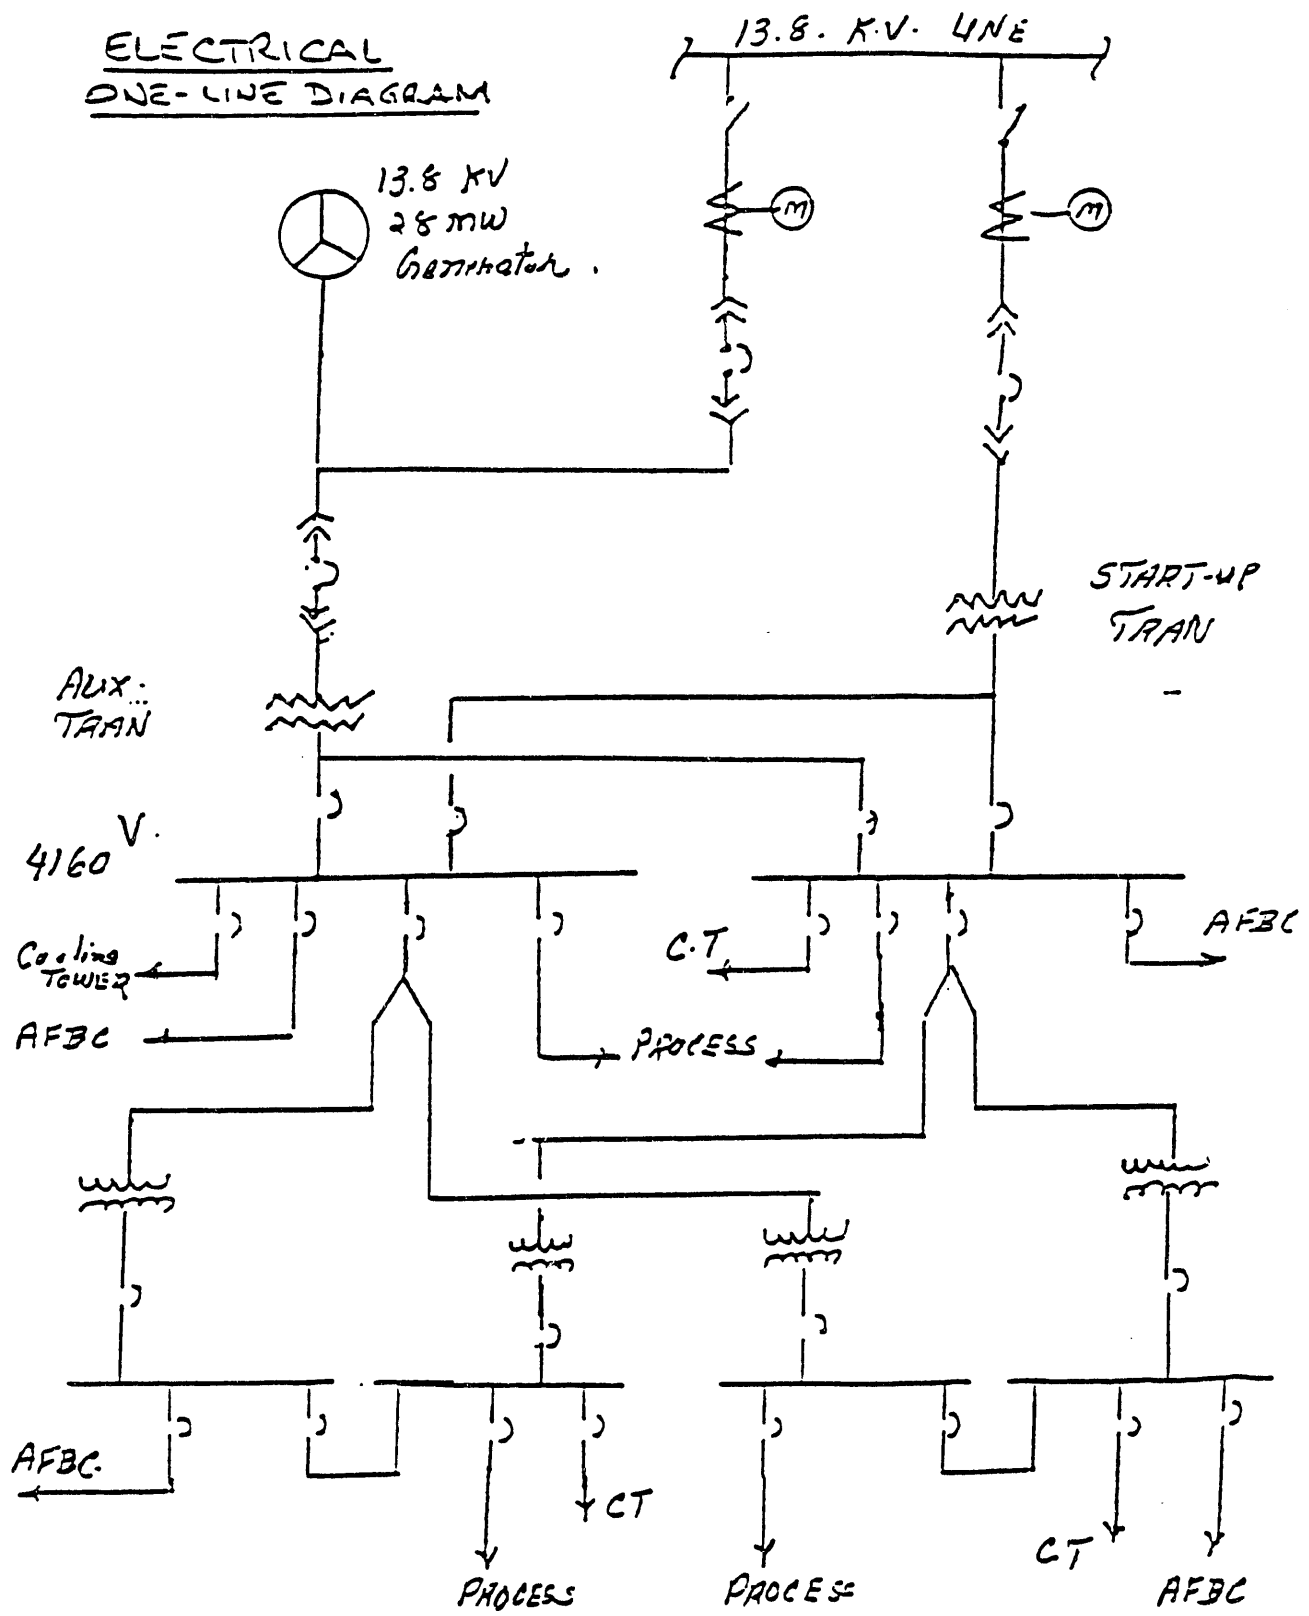 ELECTRICAL
ONE-LINE DIAGRAM
13.8. K.V. LINE
13.8 KV
28 MW
Generator.
M
M
START-UP
TRAN
AUX.
TRAN
4160 V.
Cooling
TOWER
AFBC
C.T
AFBC
PROCESS
AFBC.
CT
PROCESS
PROCESS
CT
AFBC